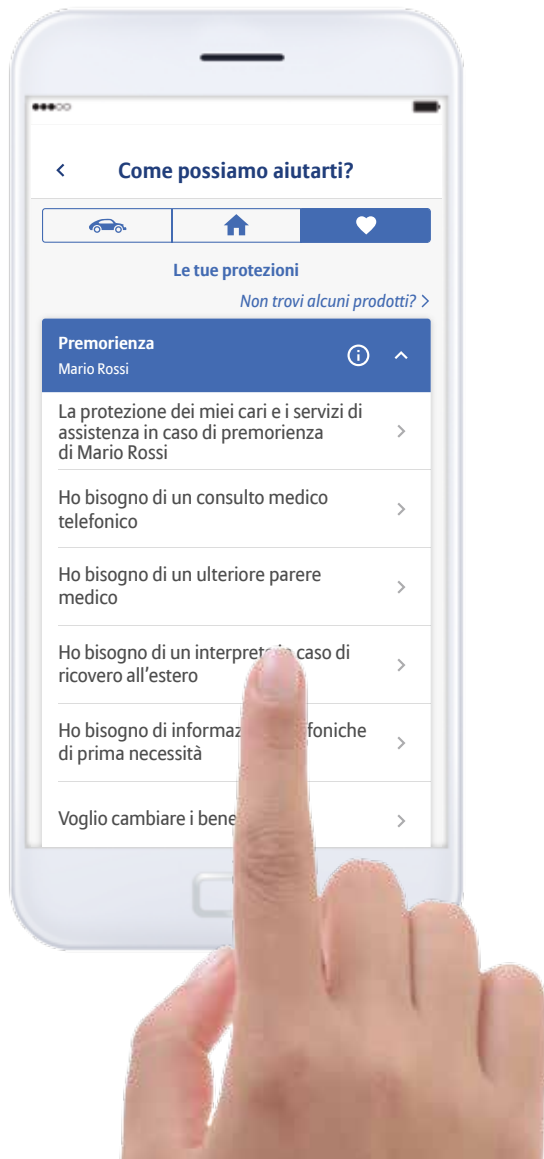 Come possiamo aiutarti?
Le tue protezioni
Non trovi alcuni prodotti?
Premorienza
Mario Rossi
La protezione dei miei cari e i servizi di
assistenza in caso di premorienza
di Mario Rossi
Ho bisogno di un consulto medico
telefonico
Ho bisogno di un ulteriore parere
medico
Ho bisogno di un caso di
ricovero all'estero
Ho bisogno di
di prima necessità
Voglio cambiare i